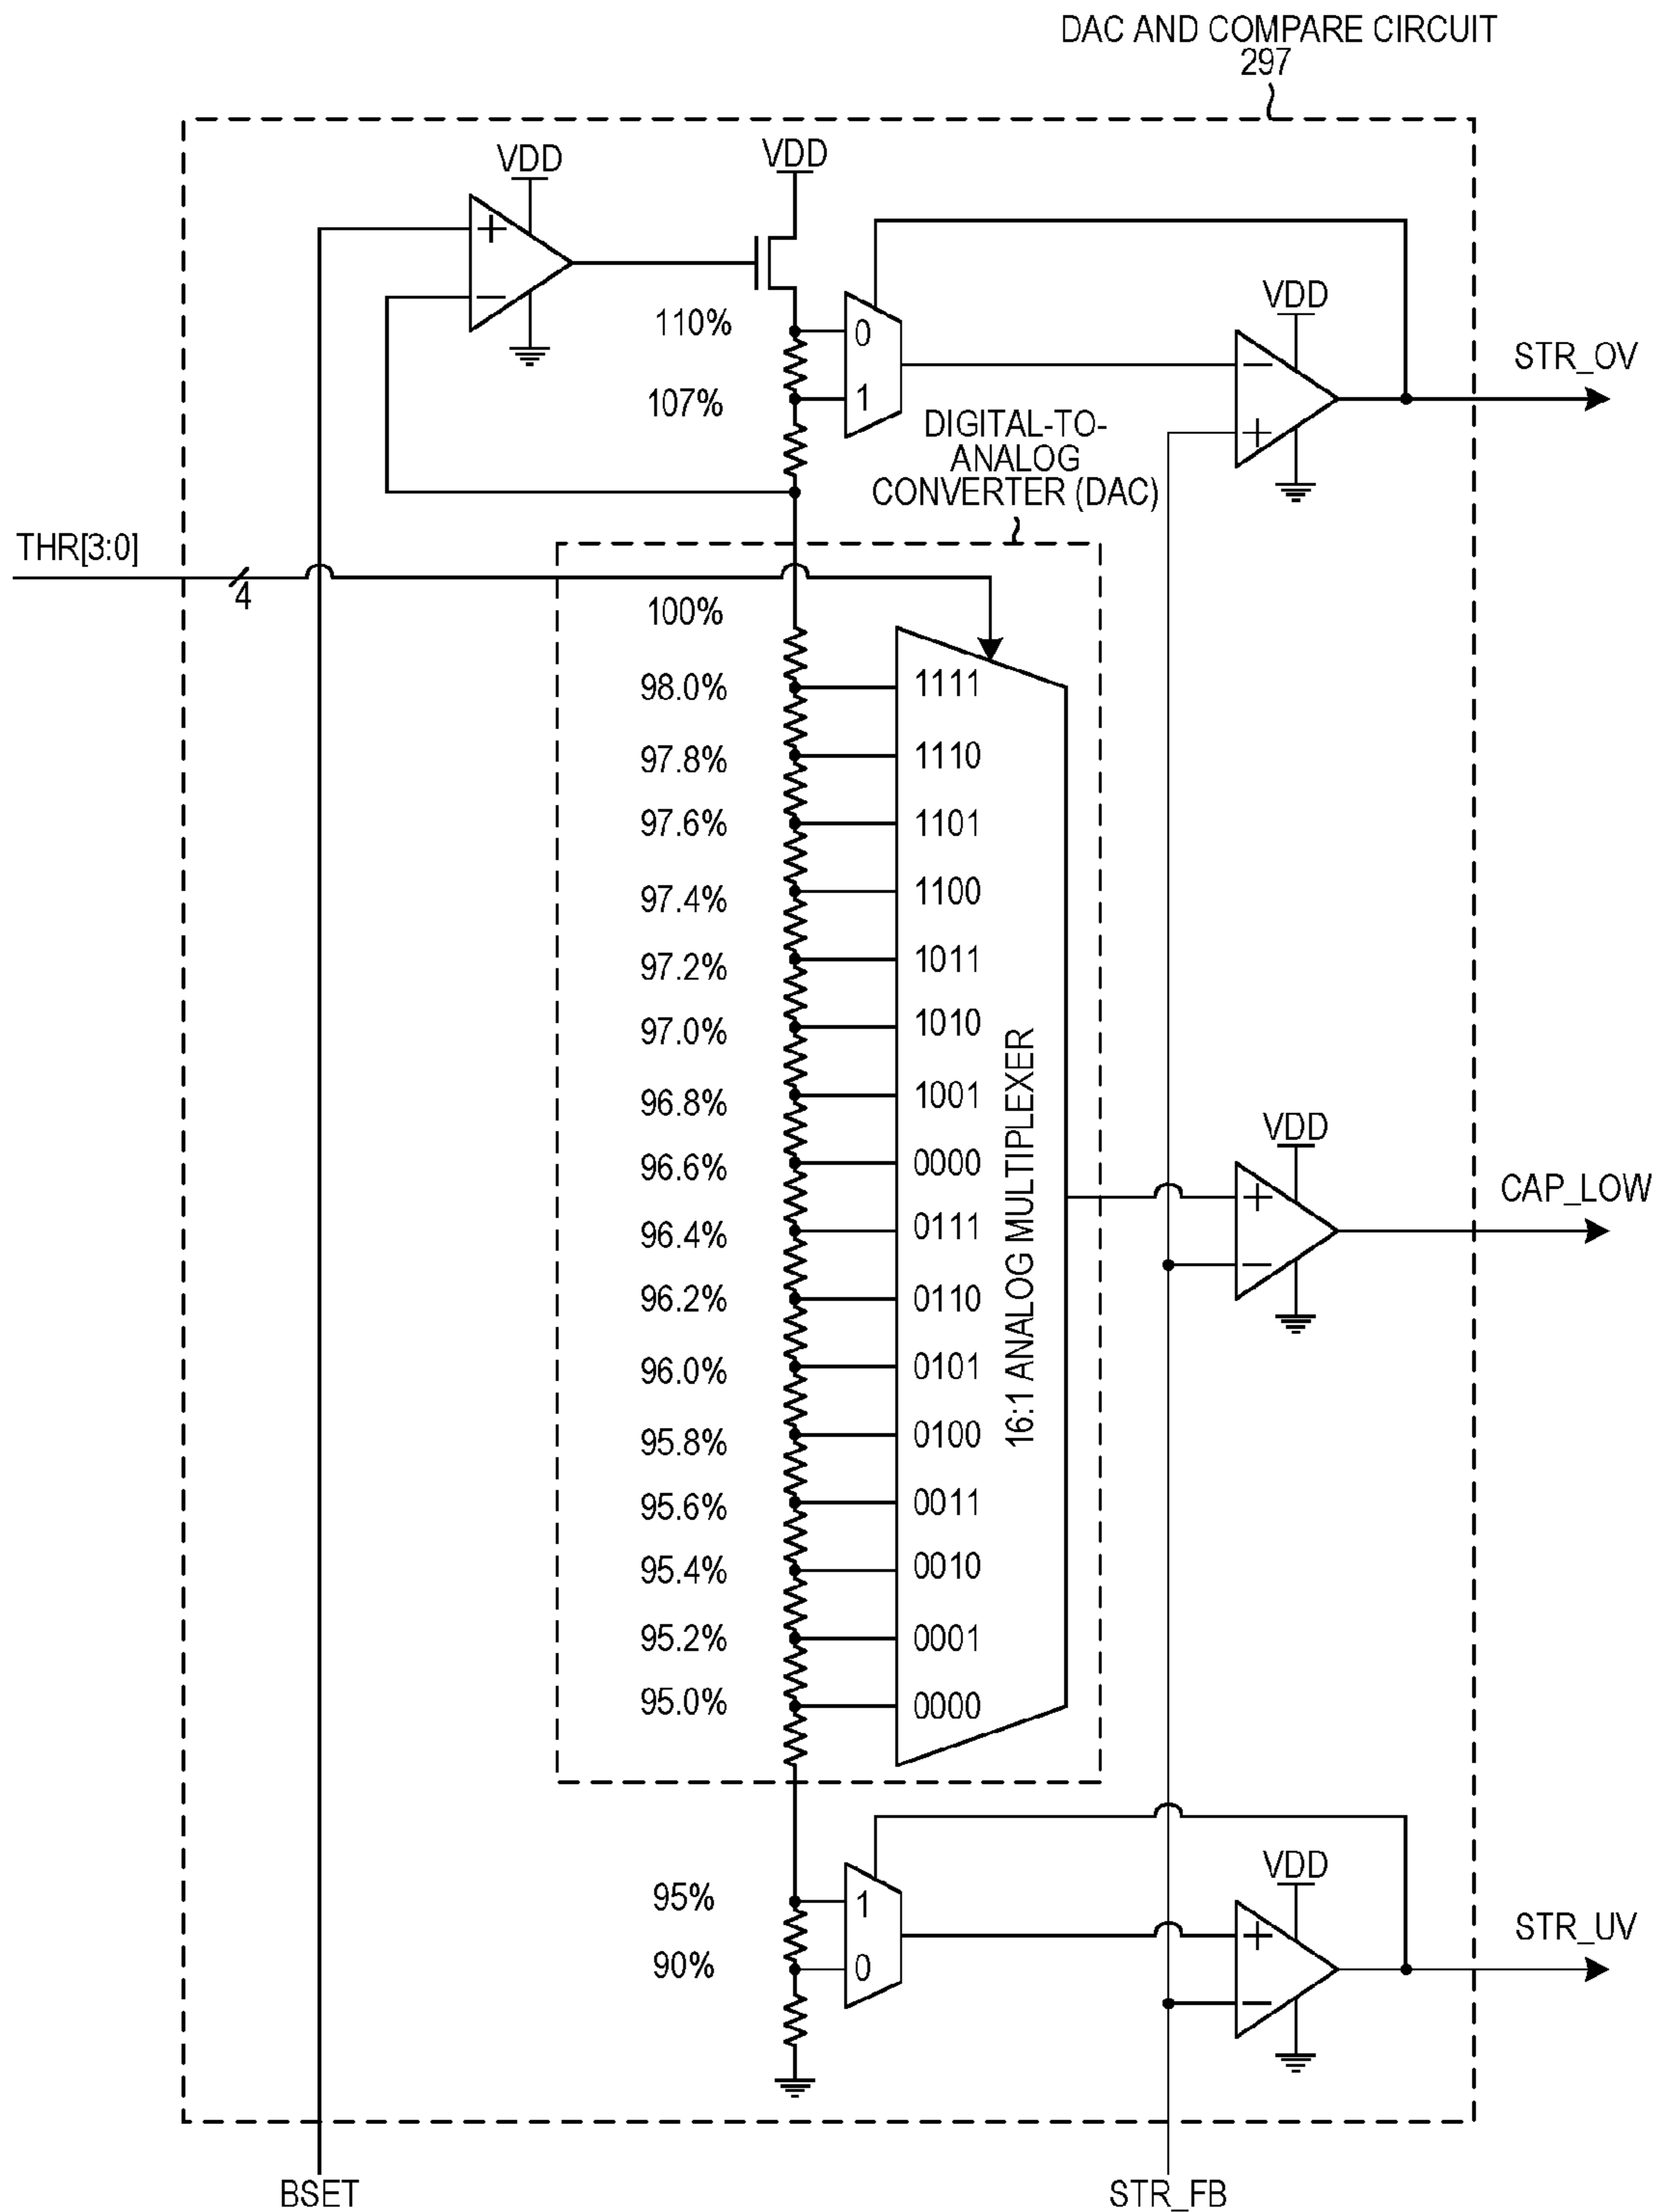 DAC AND COMPARE CIRCUIT
297
VDD
VDD
+
−
110%
0
VDD
−
STR_OV
107%
1
+
DIGITAL-TO-
ANALOG
CONVERTER (DAC)
THR[3:0]
4
100%
98.0% 1111
97.8% 1110
97.6% 1101
97.4% 1100
97.2% 1011
97.0% 1010
96.8% 1001
96.6% 0000
96.4% 0111
96.2% 0110
96.0% 0101
95.8% 0100
95.6% 0011
95.4% 0010
95.2% 0001
95.0% 0000
16:1 ANALOG MULTIPLEXER
VDD
+
−
CAP_LOW
95%
1
90%
0
VDD
+
−
STR_UV
BSET
STR_FB